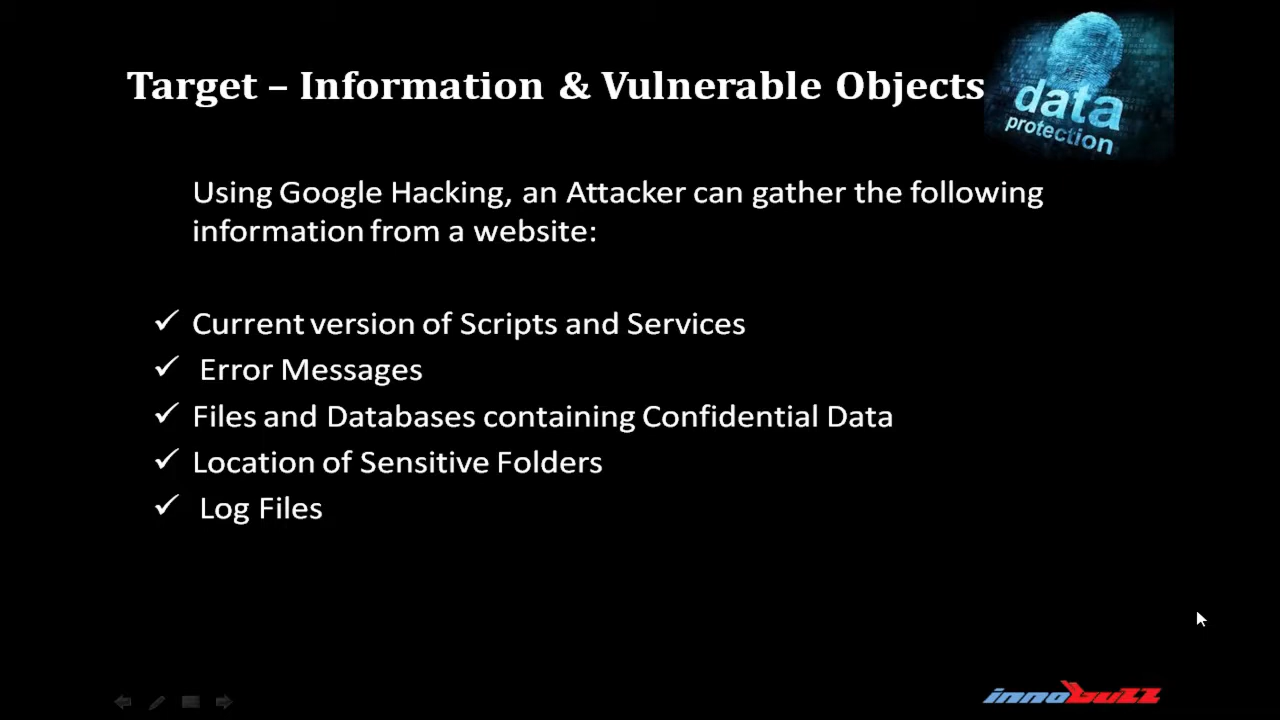 Target – Information & Vulnerable Objects
data
protection
Using Google Hacking, an Attacker can gather the following
information from a website:
✓ Current version of Scripts and Services
✓ Error Messages
✓ Files and Databases containing Confidential Data
✓ Location of Sensitive Folders
✓ Log Files
innobuzz